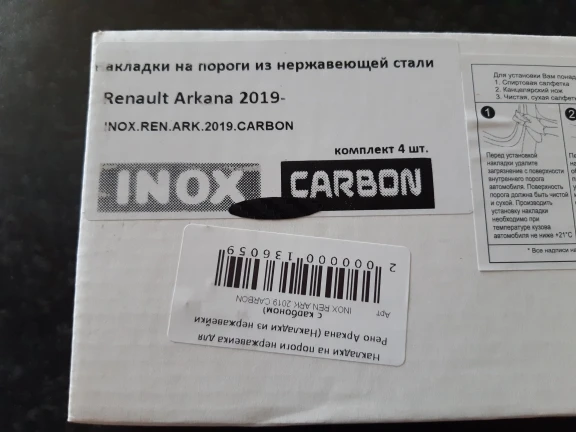 накладки на пороги из нержавеющей стали
Renault Arkana 2019-
INOX.REN.ARK.2019.CARBON
комплект 4 шт.
INOX CARBON
Для установки Вам понад
1. Спиртовая салфетка
2. Канцелярский нож
3. Чистая, сухая салфетк
1
2
Перед установкой
накладки удалите
загрязнение с поверхности
внутреннего порога
автомобиля. Поверхность
порога должна быть чистой
и сухой. Производить
установку накладки
необходимо при
температуре кузова
автомобиля не ниже +21°С
* Все надписи на
Накладки на пороги нержавейка для
Рено Аркана (Накладки из нержавейки
с карбоном)
Арт INOX.REN.ARK.2019.CARBON
2 000000 136059